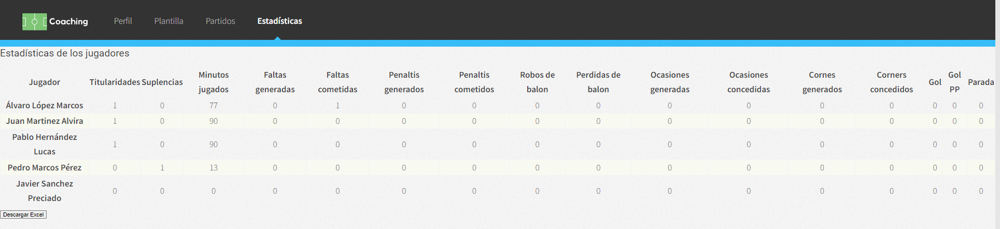 Coaching Perfil Plantilla Partidos Estadísticas
Estadísticas de los jugadores
Jugador Titularidades Suplencias Minutos jugados Faltas generadas Faltas cometidas Penaltis generados Penaltis cometidos Robos de balon Perdidas de balon Ocasiones generadas Ocasiones concedidas Cornes generados Corners concedidos Gol Gol PP Parada
Álvaro López Marcos 1 0 77 0 1 0 0 0 0 0 0 0 0 0 0 0
Juan Martinez Alvira 1 0 90 0 0 0 0 0 0 0 0 0 0 0 0 0
Pablo Hernández Lucas 1 0 90 0 0 0 0 0 0 0 0 0 0 0 0 0
Pedro Marcos Pérez 0 1 13 0 0 0 0 0 0 0 0 0 0 0 0 0
Javier Sanchez Preciado 0 0 0 0 0 0 0 0 0 0 0 0 0 0 0 0
Descargar Excel